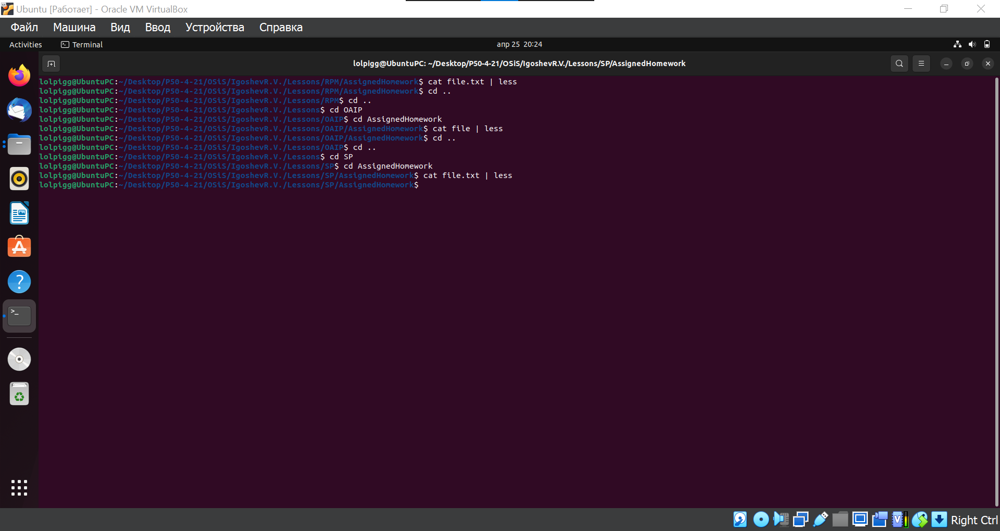 Ubuntu [Работает] - Oracle VM VirtualBox
Файл Машина Вид Ввод Устройства Справка
Activities Terminal апр 25 20:24
lolpigg@UbuntuPC: ~/Desktop/P50-4-21/OSiS/IgoshevR.V./Lessons/SP/AssignedHomework
lolpigg@UbuntuPC:~/Desktop/P50-4-21/OSiS/IgoshevR.V./Lessons/RPM/AssignedHomework$ cat file.txt | less
lolpigg@UbuntuPC:~/Desktop/P50-4-21/OSiS/IgoshevR.V./Lessons/RPM/AssignedHomework$ cd ..
lolpigg@UbuntuPC:~/Desktop/P50-4-21/OSiS/IgoshevR.V./Lessons/RPM$ cd ..
lolpigg@UbuntuPC:~/Desktop/P50-4-21/OSiS/IgoshevR.V./Lessons$ cd OAIP
lolpigg@UbuntuPC:~/Desktop/P50-4-21/OSiS/IgoshevR.V./Lessons/OAIP$ cd AssignedHomework
lolpigg@UbuntuPC:~/Desktop/P50-4-21/OSiS/IgoshevR.V./Lessons/OAIP/AssignedHomework$ cat file | less
lolpigg@UbuntuPC:~/Desktop/P50-4-21/OSiS/IgoshevR.V./Lessons/OAIP/AssignedHomework$ cd ..
lolpigg@UbuntuPC:~/Desktop/P50-4-21/OSiS/IgoshevR.V./Lessons/OAIP$ cd ..
lolpigg@UbuntuPC:~/Desktop/P50-4-21/OSiS/IgoshevR.V./Lessons$ cd SP
lolpigg@UbuntuPC:~/Desktop/P50-4-21/OSiS/IgoshevR.V./Lessons/SP$ cd AssignedHomework
lolpigg@UbuntuPC:~/Desktop/P50-4-21/OSiS/IgoshevR.V./Lessons/SP/AssignedHomework$ cat file.txt | less
lolpigg@UbuntuPC:~/Desktop/P50-4-21/OSiS/IgoshevR.V./Lessons/SP/AssignedHomework$
Right Ctrl